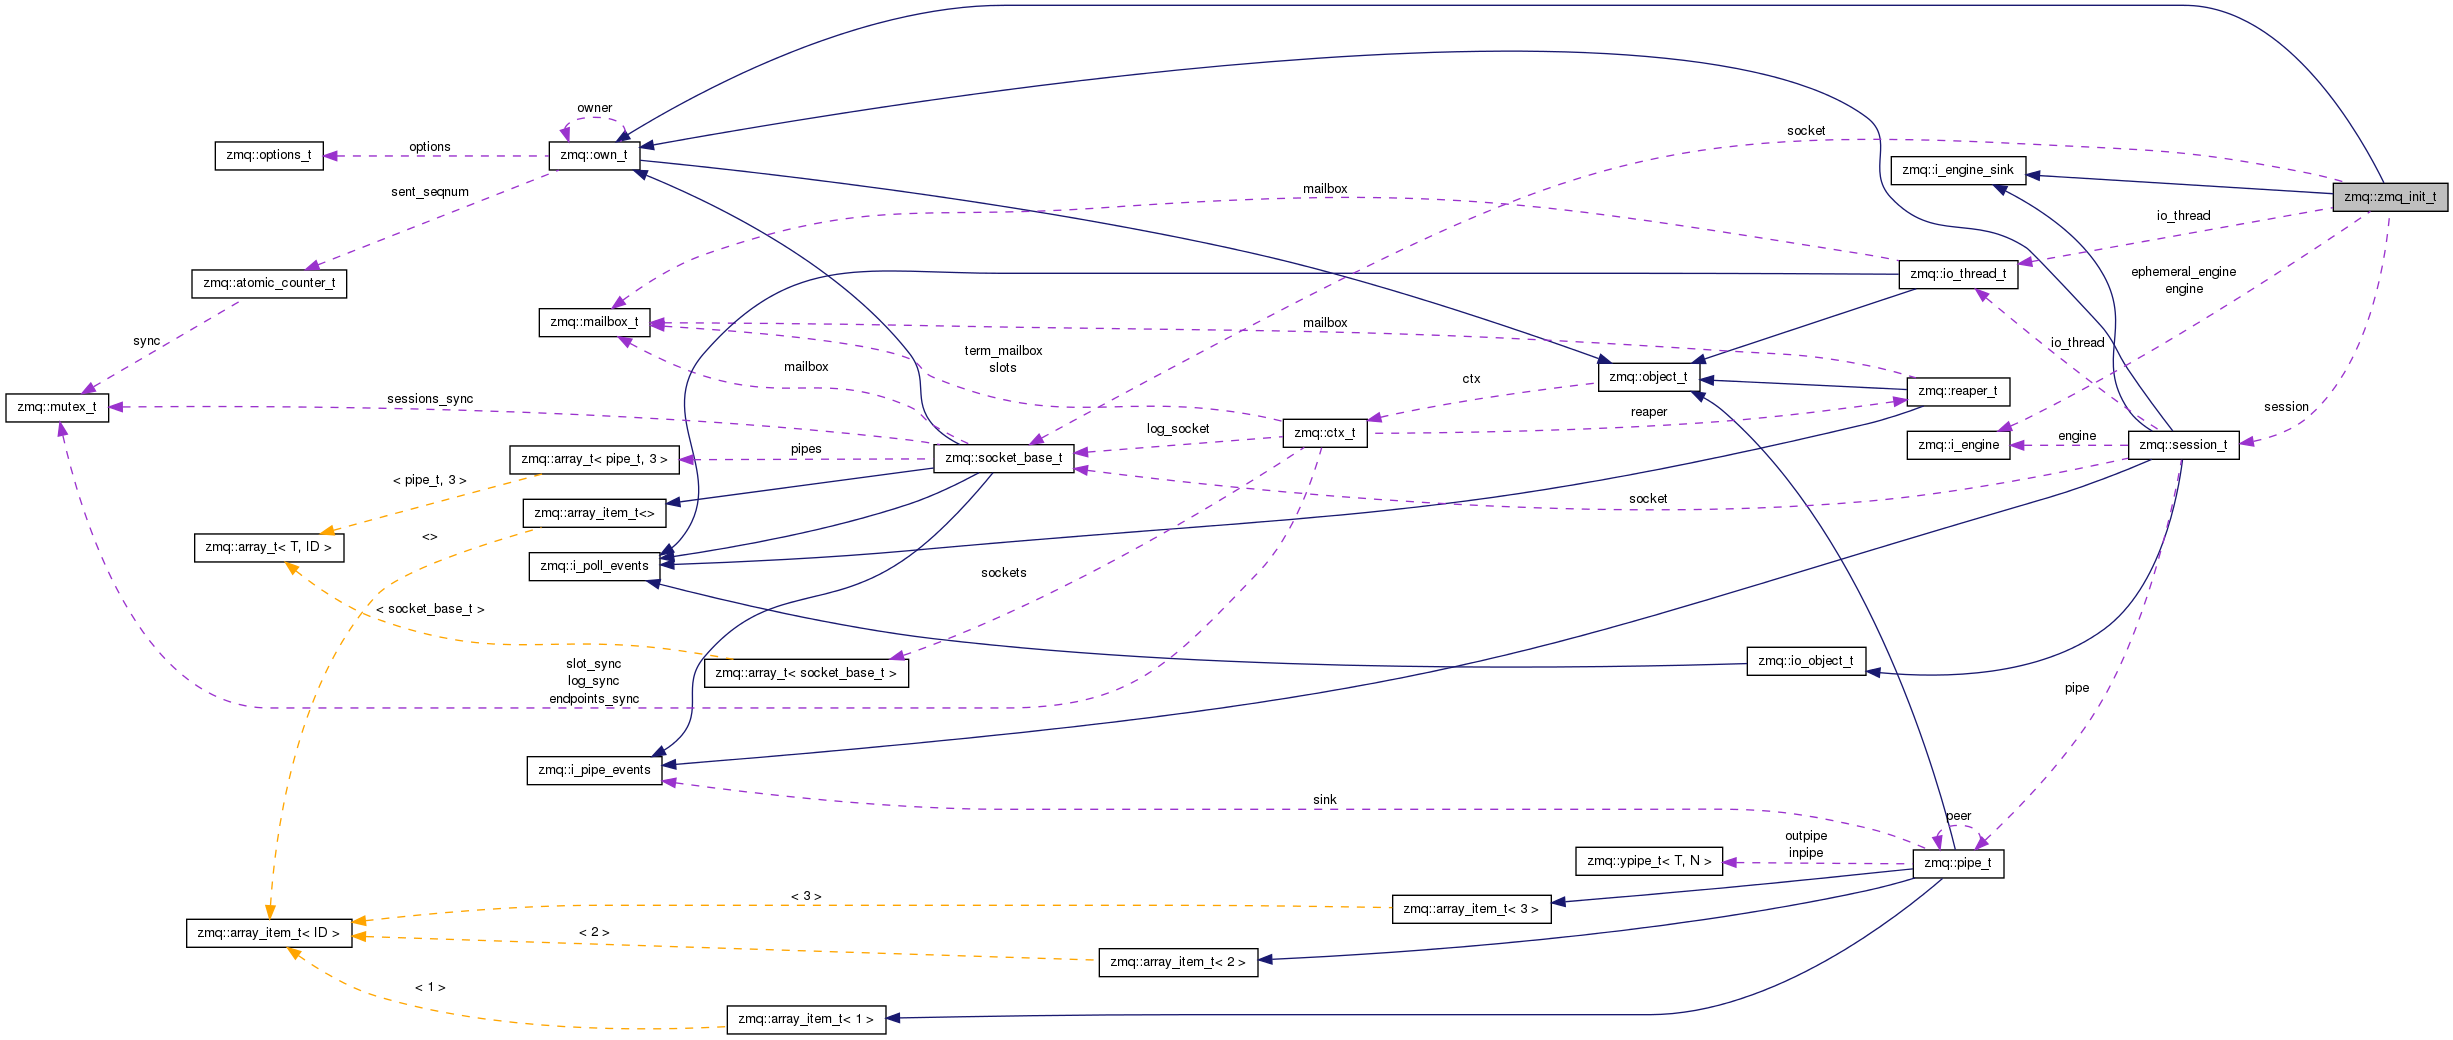 owner
socket
zmq::options_t
options
zmq::own_t
zmq::i_engine_sink
sent_seqnum
mailbox
zmq::zmq_init_t
io_thread
zmq::atomic_counter_t
zmq::io_thread_t
ephemeral_engine
engine
zmq::mailbox_t
mailbox
sync
term_mailbox
slots
io_thread
mailbox
zmq::object_t
ctx
zmq::reaper_t
sessions_sync
zmq::mutex_t
session
reaper
log_socket
zmq::ctx_t
engine
zmq::i_engine
zmq::session_t
pipes
zmq::array_t< pipe_t, 3 >
zmq::socket_base_t
< pipe_t, 3 >
socket
zmq::array_item_t<>
<>
zmq::array_t< T, ID >
zmq::i_poll_events
sockets
< socket_base_t >
slot_sync
log_sync
endpoints_sync
zmq::array_t< socket_base_t >
zmq::io_object_t
pipe
zmq::i_pipe_events
sink
peer
outpipe
inpipe
zmq::ypipe_t< T, N >
zmq::pipe_t
< 3 >
zmq::array_item_t< 3 >
zmq::array_item_t< ID >
< 2 >
zmq::array_item_t< 2 >
< 1 >
zmq::array_item_t< 1 >